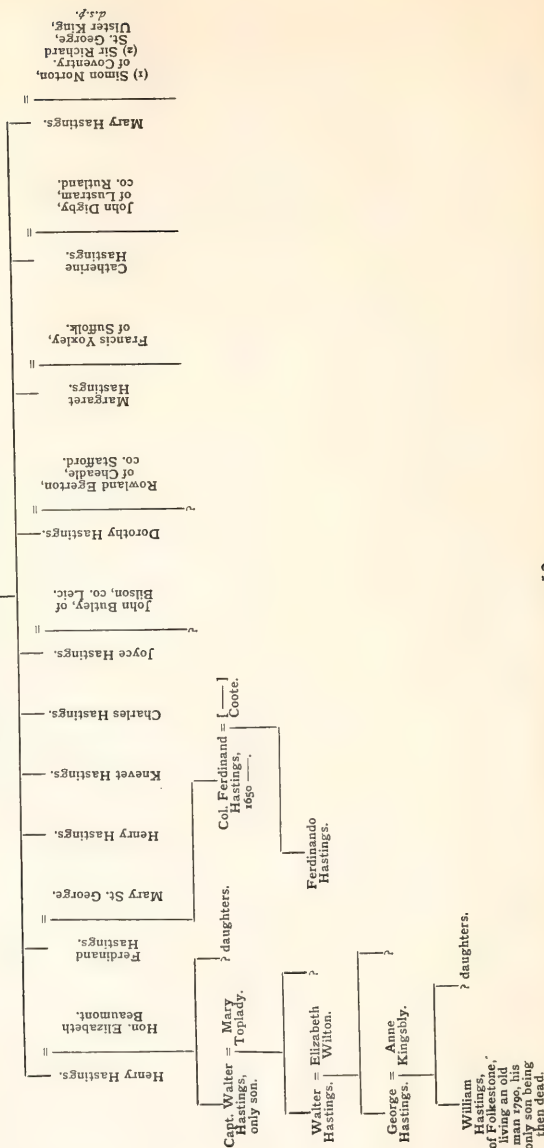 Henry Hastings.
Hon. Elizabeth
Beaumont.
Ferdinand
Hastings
Mary St. George.
Henry Hastings.
Knevet Hastings.
Charles Hastings.
Joyce Hastings.
John Butley, of
Bilson, co. Leic.
Dorothy Hastings.
Rowland Egerton,
of Cheadle,
co. Stafford.
Margaret
Hastings.
Francis Yoxley,
of Suffolk.
Catherine
Hastings.
John Digby,
of Lustram,
co. Rutland.
Mary Hastings.
(1) Simon Norton,
of Coventry.
(2) Sir Richard
St. George,
Ulster King,
d.s.p.
Capt. Walter = Mary
Hastings, Toplady.
only son.
? daughters.
Col. Ferdinand = [——]
Hastings, Coote.
1650 ——.
Walter = Elizabeth
Hastings. Wilton.
?
Ferdinando
Hastings.
George = Anne
Hastings. Kingsbly.
?
William
Hastings,
of Folkestone,
living an old
man 1790, his
only son being
then dead.
? daughters.